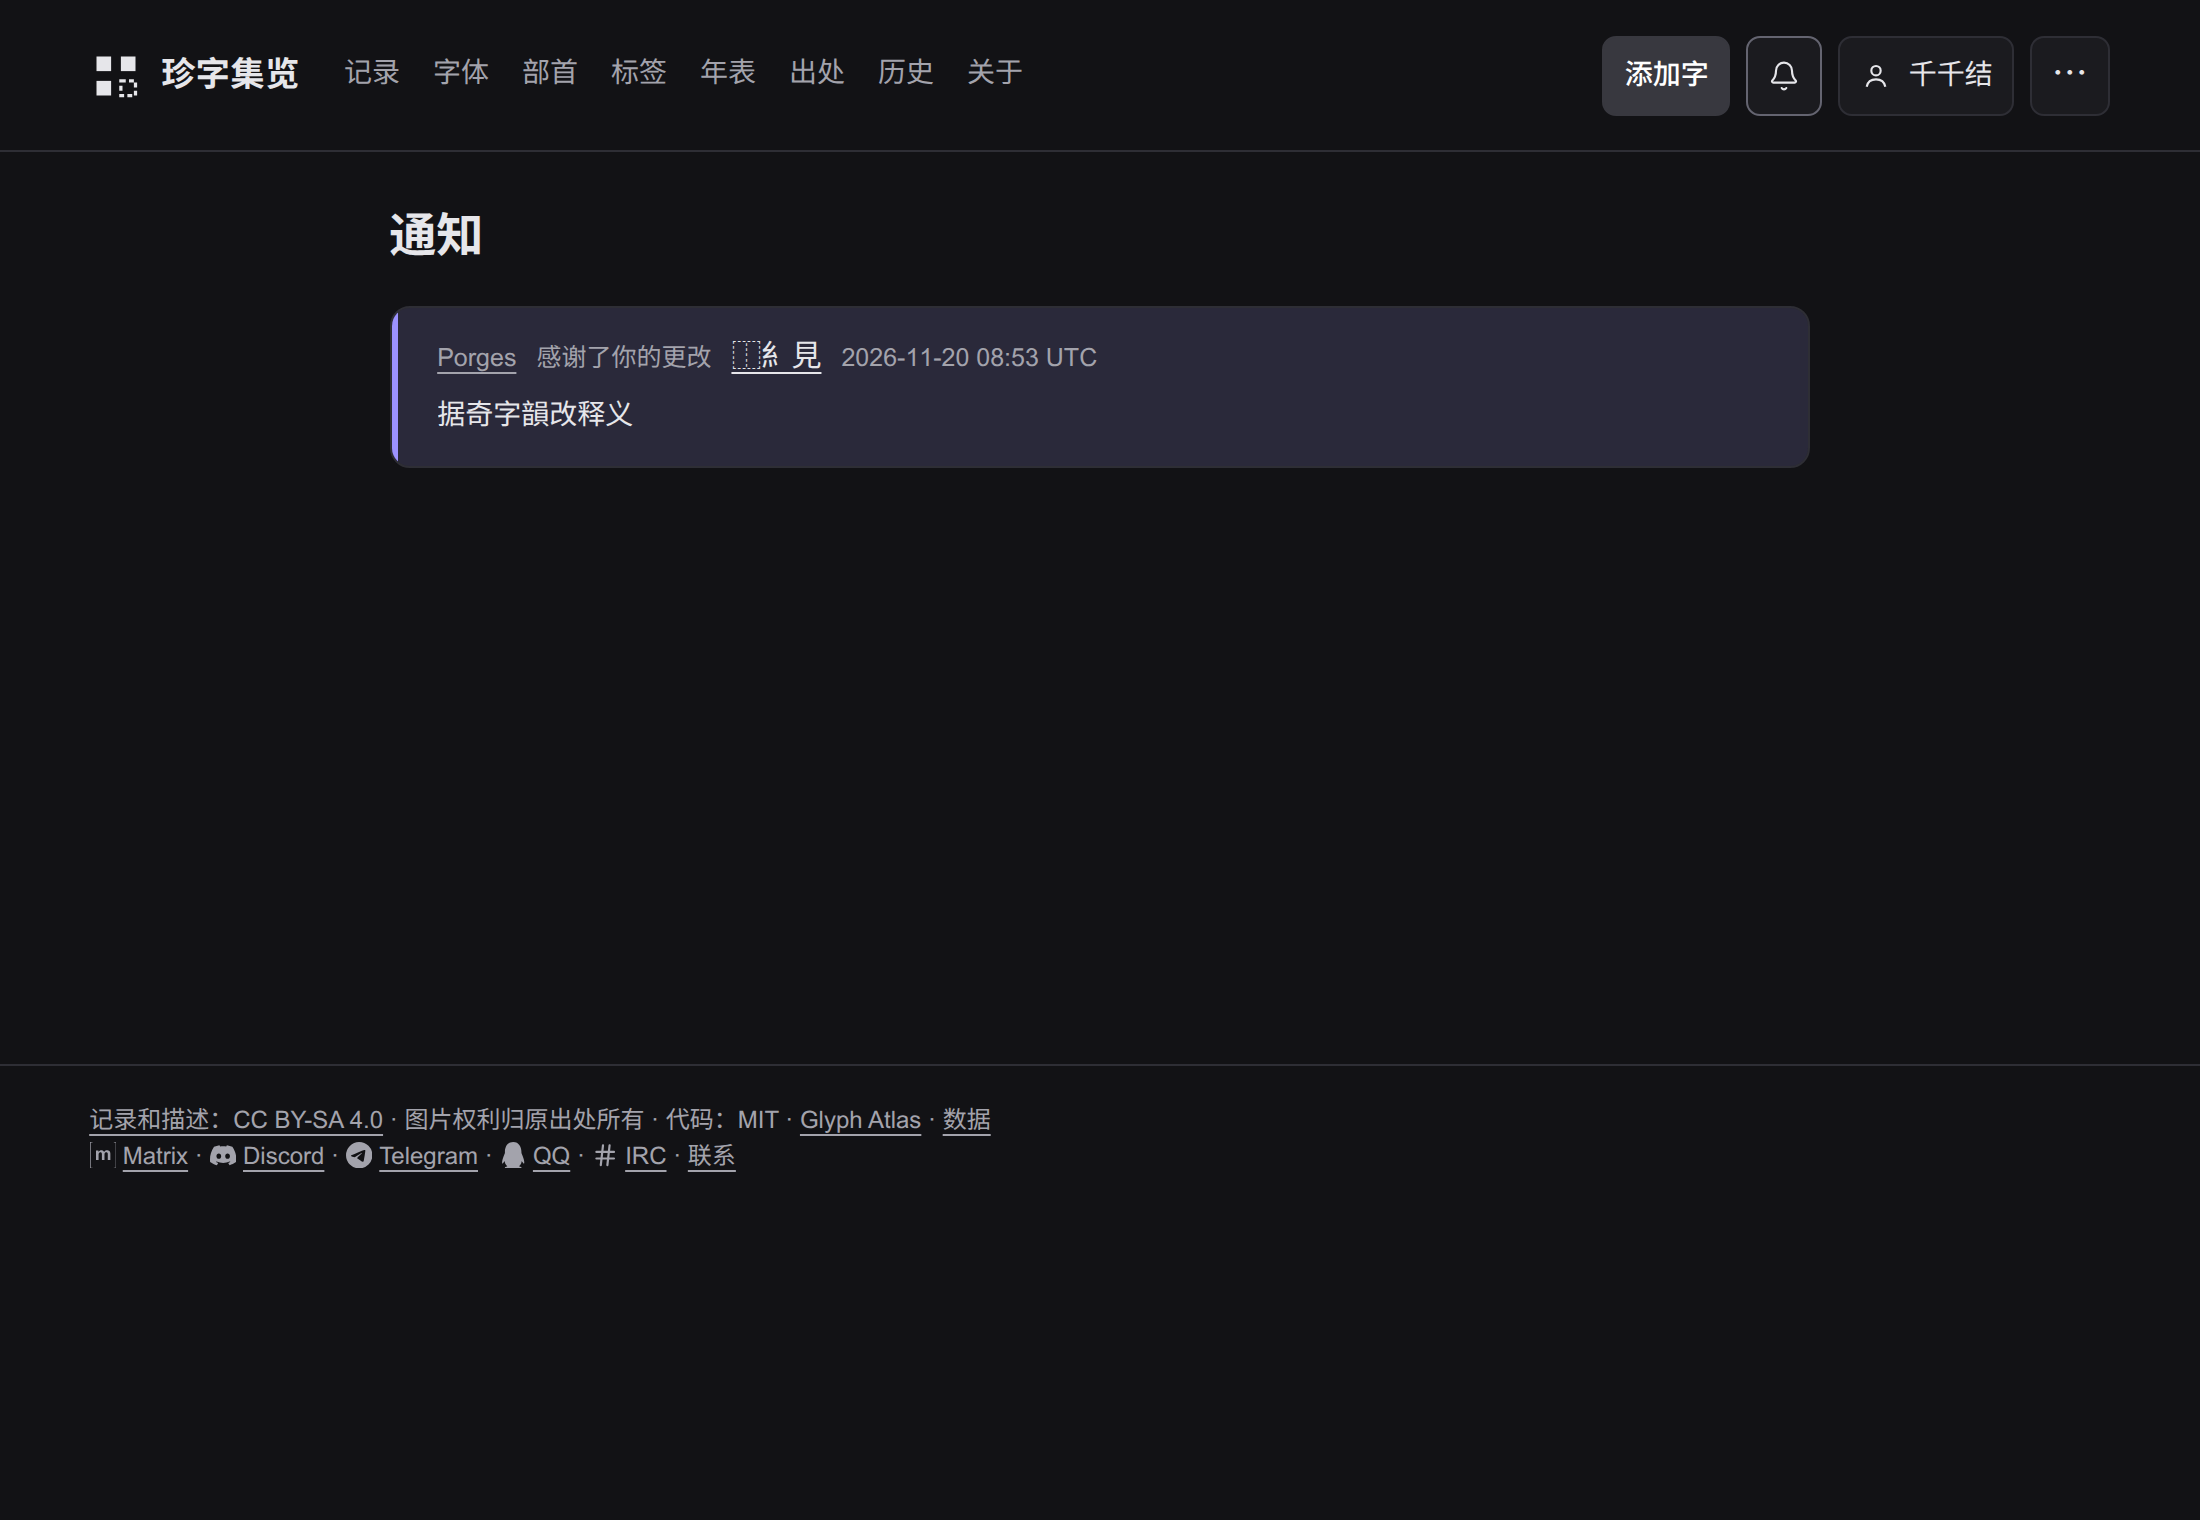 珍字集览 记录 字体 部首 标签 年表 出处 历史 关于 添加字 千千结 ···
通知
Porges 感谢了你的更改 ⿰糹見 2026-11-20 08:53 UTC
据奇字韻改释义
记录和描述：CC BY-SA 4.0 · 图片权利归原出处所有 · 代码：MIT · Glyph Atlas · 数据
[m] Matrix · Discord · Telegram · QQ · # IRC · 联系